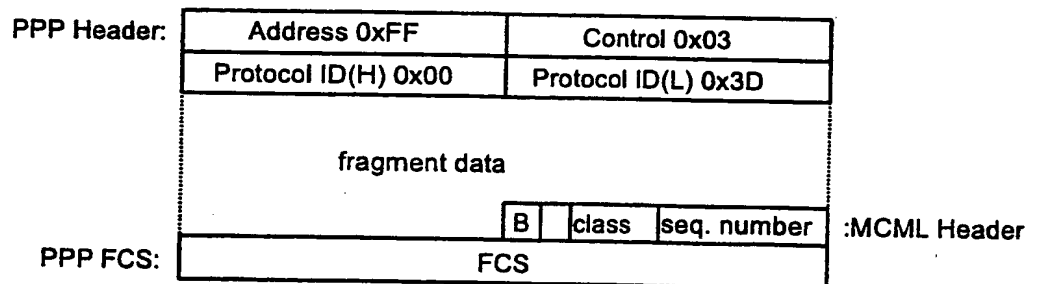 PPP Header: Address 0xFF Control 0x03
Protocol ID(H) 0x00 Protocol ID(L) 0x3D
fragment data
B class seq. number :MCML Header
PPP FCS: FCS